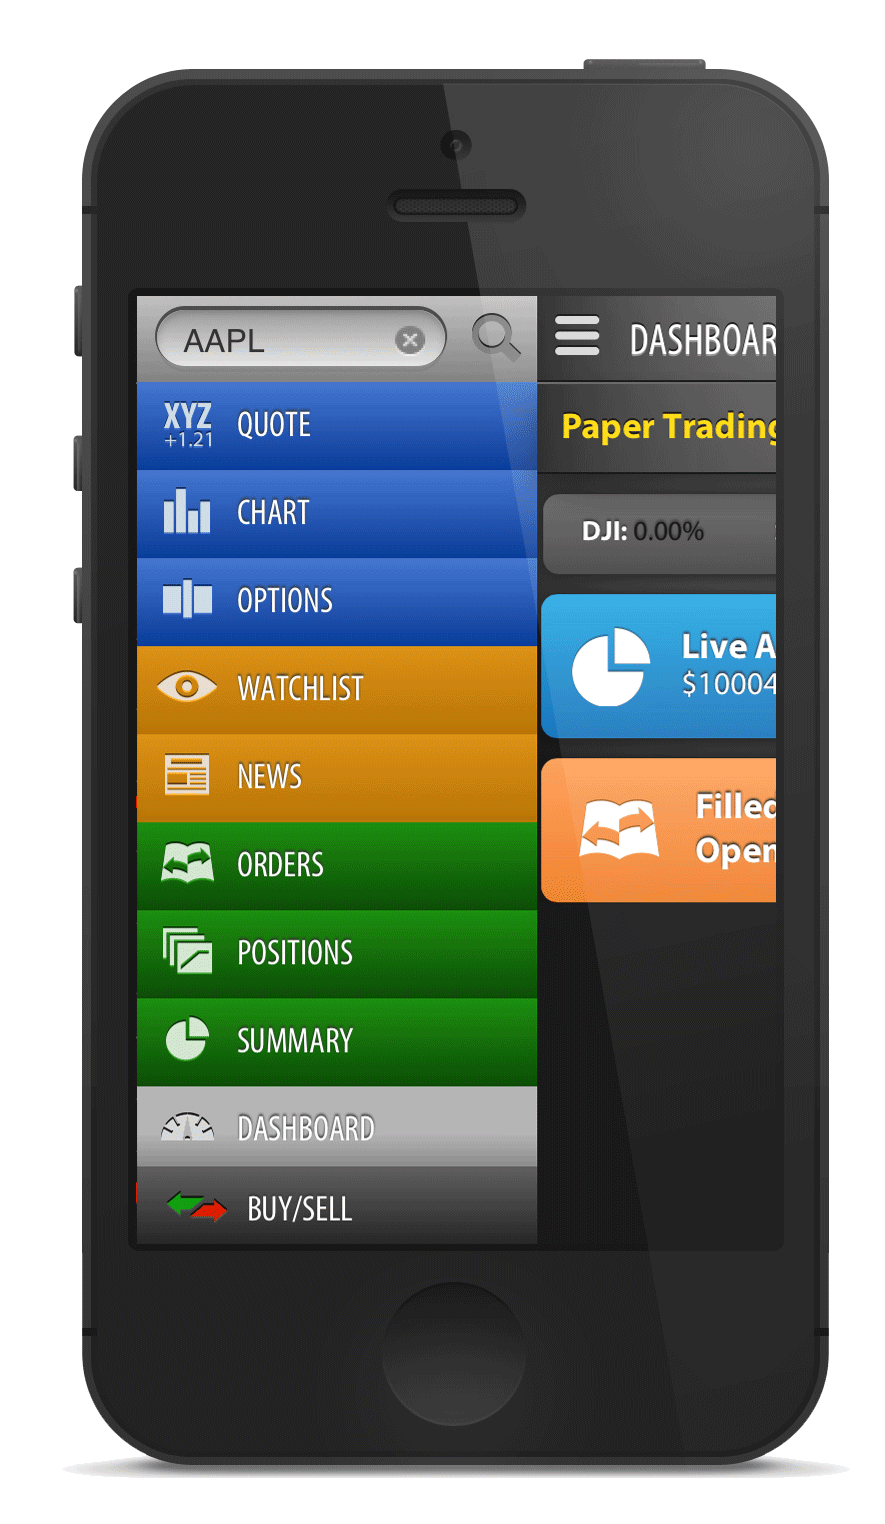 AAPL
XYZ
+1.21
QUOTE
CHART
OPTIONS
WATCHLIST
NEWS
ORDERS
POSITIONS
SUMMARY
DASHBOARD
BUY/SELL
DASHBOAR
Paper Trading
DJI: 0.00%
Live A
$10004
Filled
Open